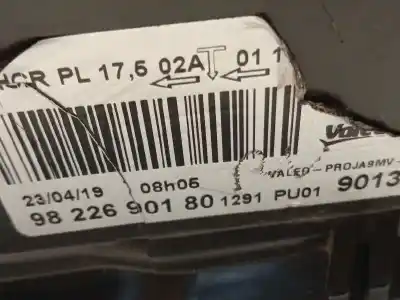 HCR PL 17,5 02A T 01 1
Valeo
23/04/19 08h05 VALEO-PROJASMV-
98 226 901 80 1291 PU01 9013